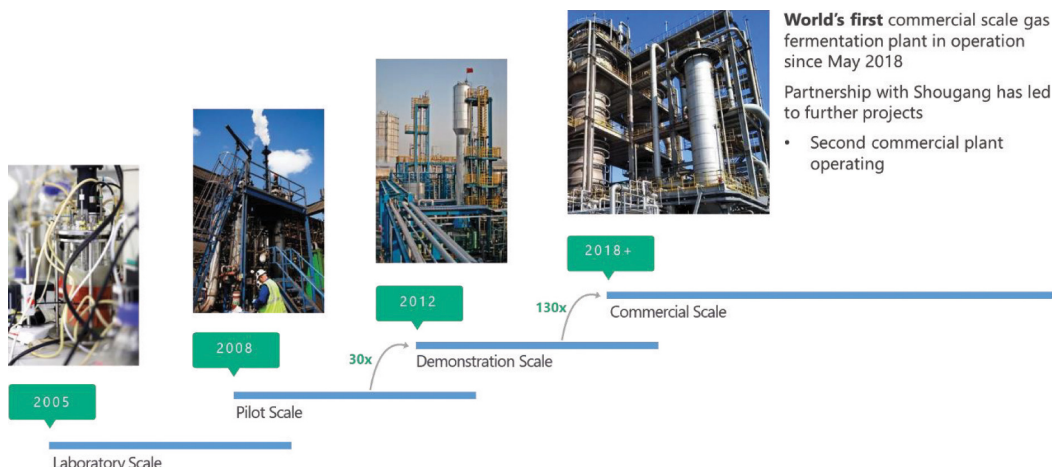 World's first commercial scale gas
fermentation plant in operation
since May 2018
Partnership with Shougang has led
to further projects
• Second commercial plant
operating
2018+
130x
Commercial Scale
2012
30x
Demonstration Scale
2008
Pilot Scale
2005
Laboratory Scale